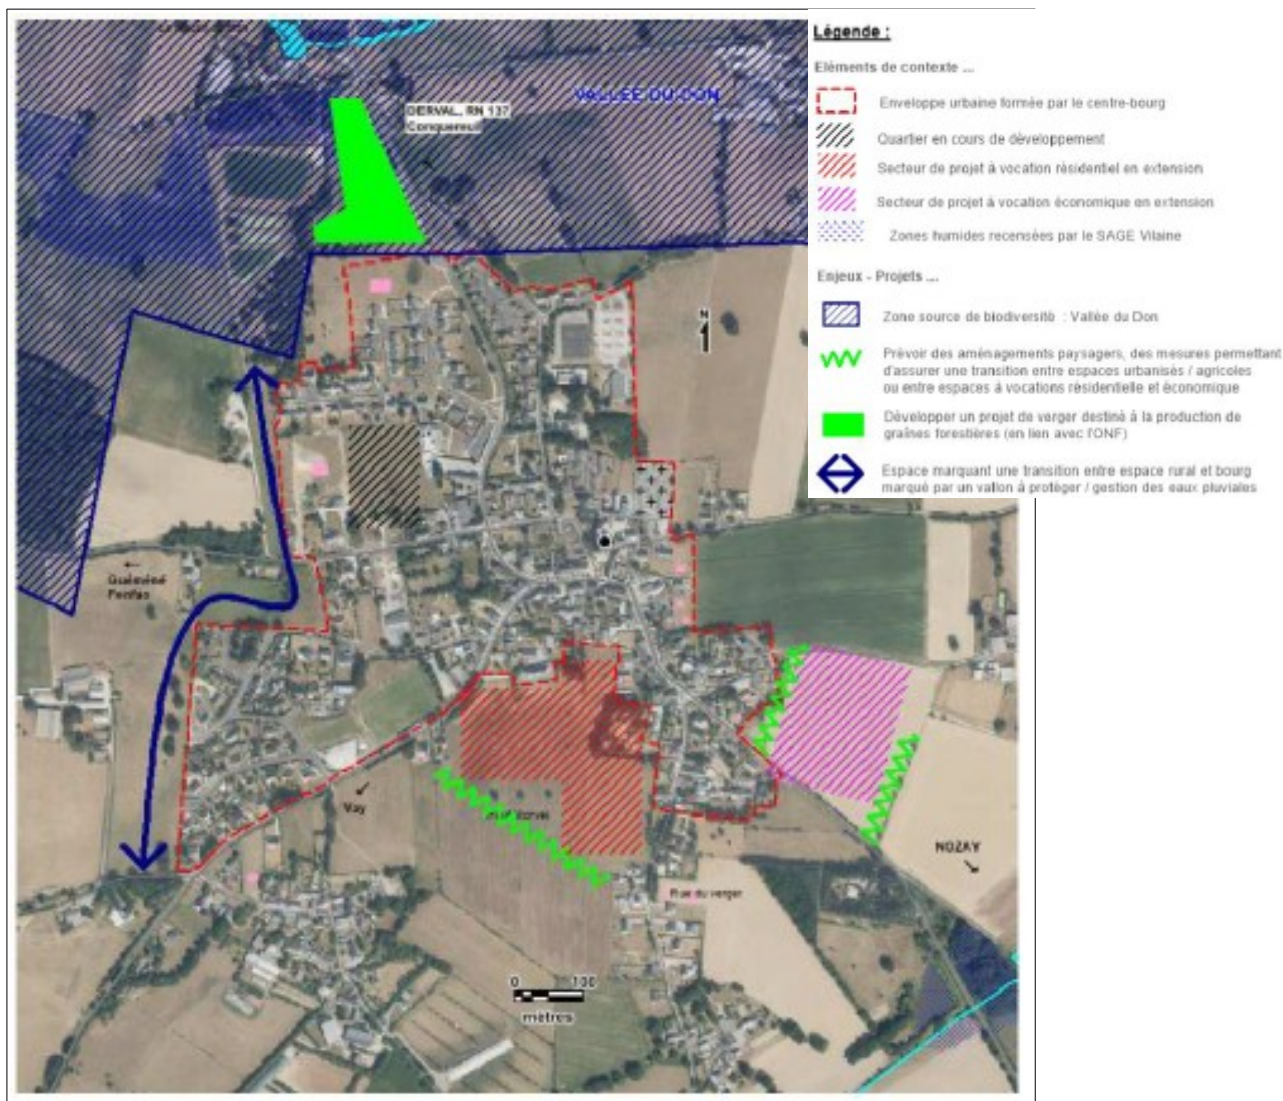 DERVAL, RN 137
Conquereuil
VALLEE DU DON
N
Guéméné
Penfao
Vay
Rue du verger
NOZAY
0 100
mètres
Légende :
Eléments de contexte ...
Enveloppe urbaine formée par le centre-bourg
Quartier en cours de développement
Secteur de projet à vocation résidentiel en extension
Secteur de projet à vocation économique en extension
Zones humides recensées par le SAGE Vilaine
Enjeux - Projets ...
Zone source de biodiversité : Vallée du Don
Prévoir des aménagements paysagers, des mesures permettant
d'assurer une transition entre espaces urbanisés / agricoles
ou entre espaces à vocations résidentielle et économique
Développer un projet de verger destiné à la production de
graînes forestières (en lien avec l'ONF)
Espace marquant une transition entre espace rural et bourg
marqué par un vallon à protéger / gestion des eaux pluviales